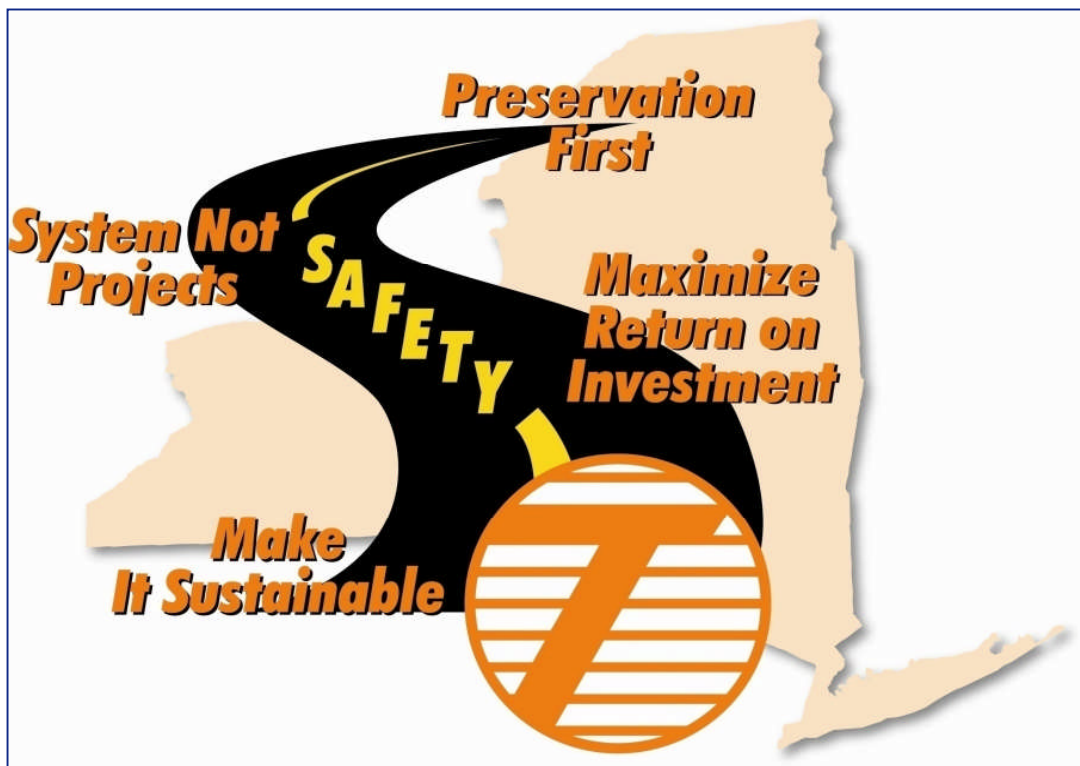 Preservation
First
System Not
Projects
SAFETY
Maximize
Return on
Investment
Make
It Sustainable
T